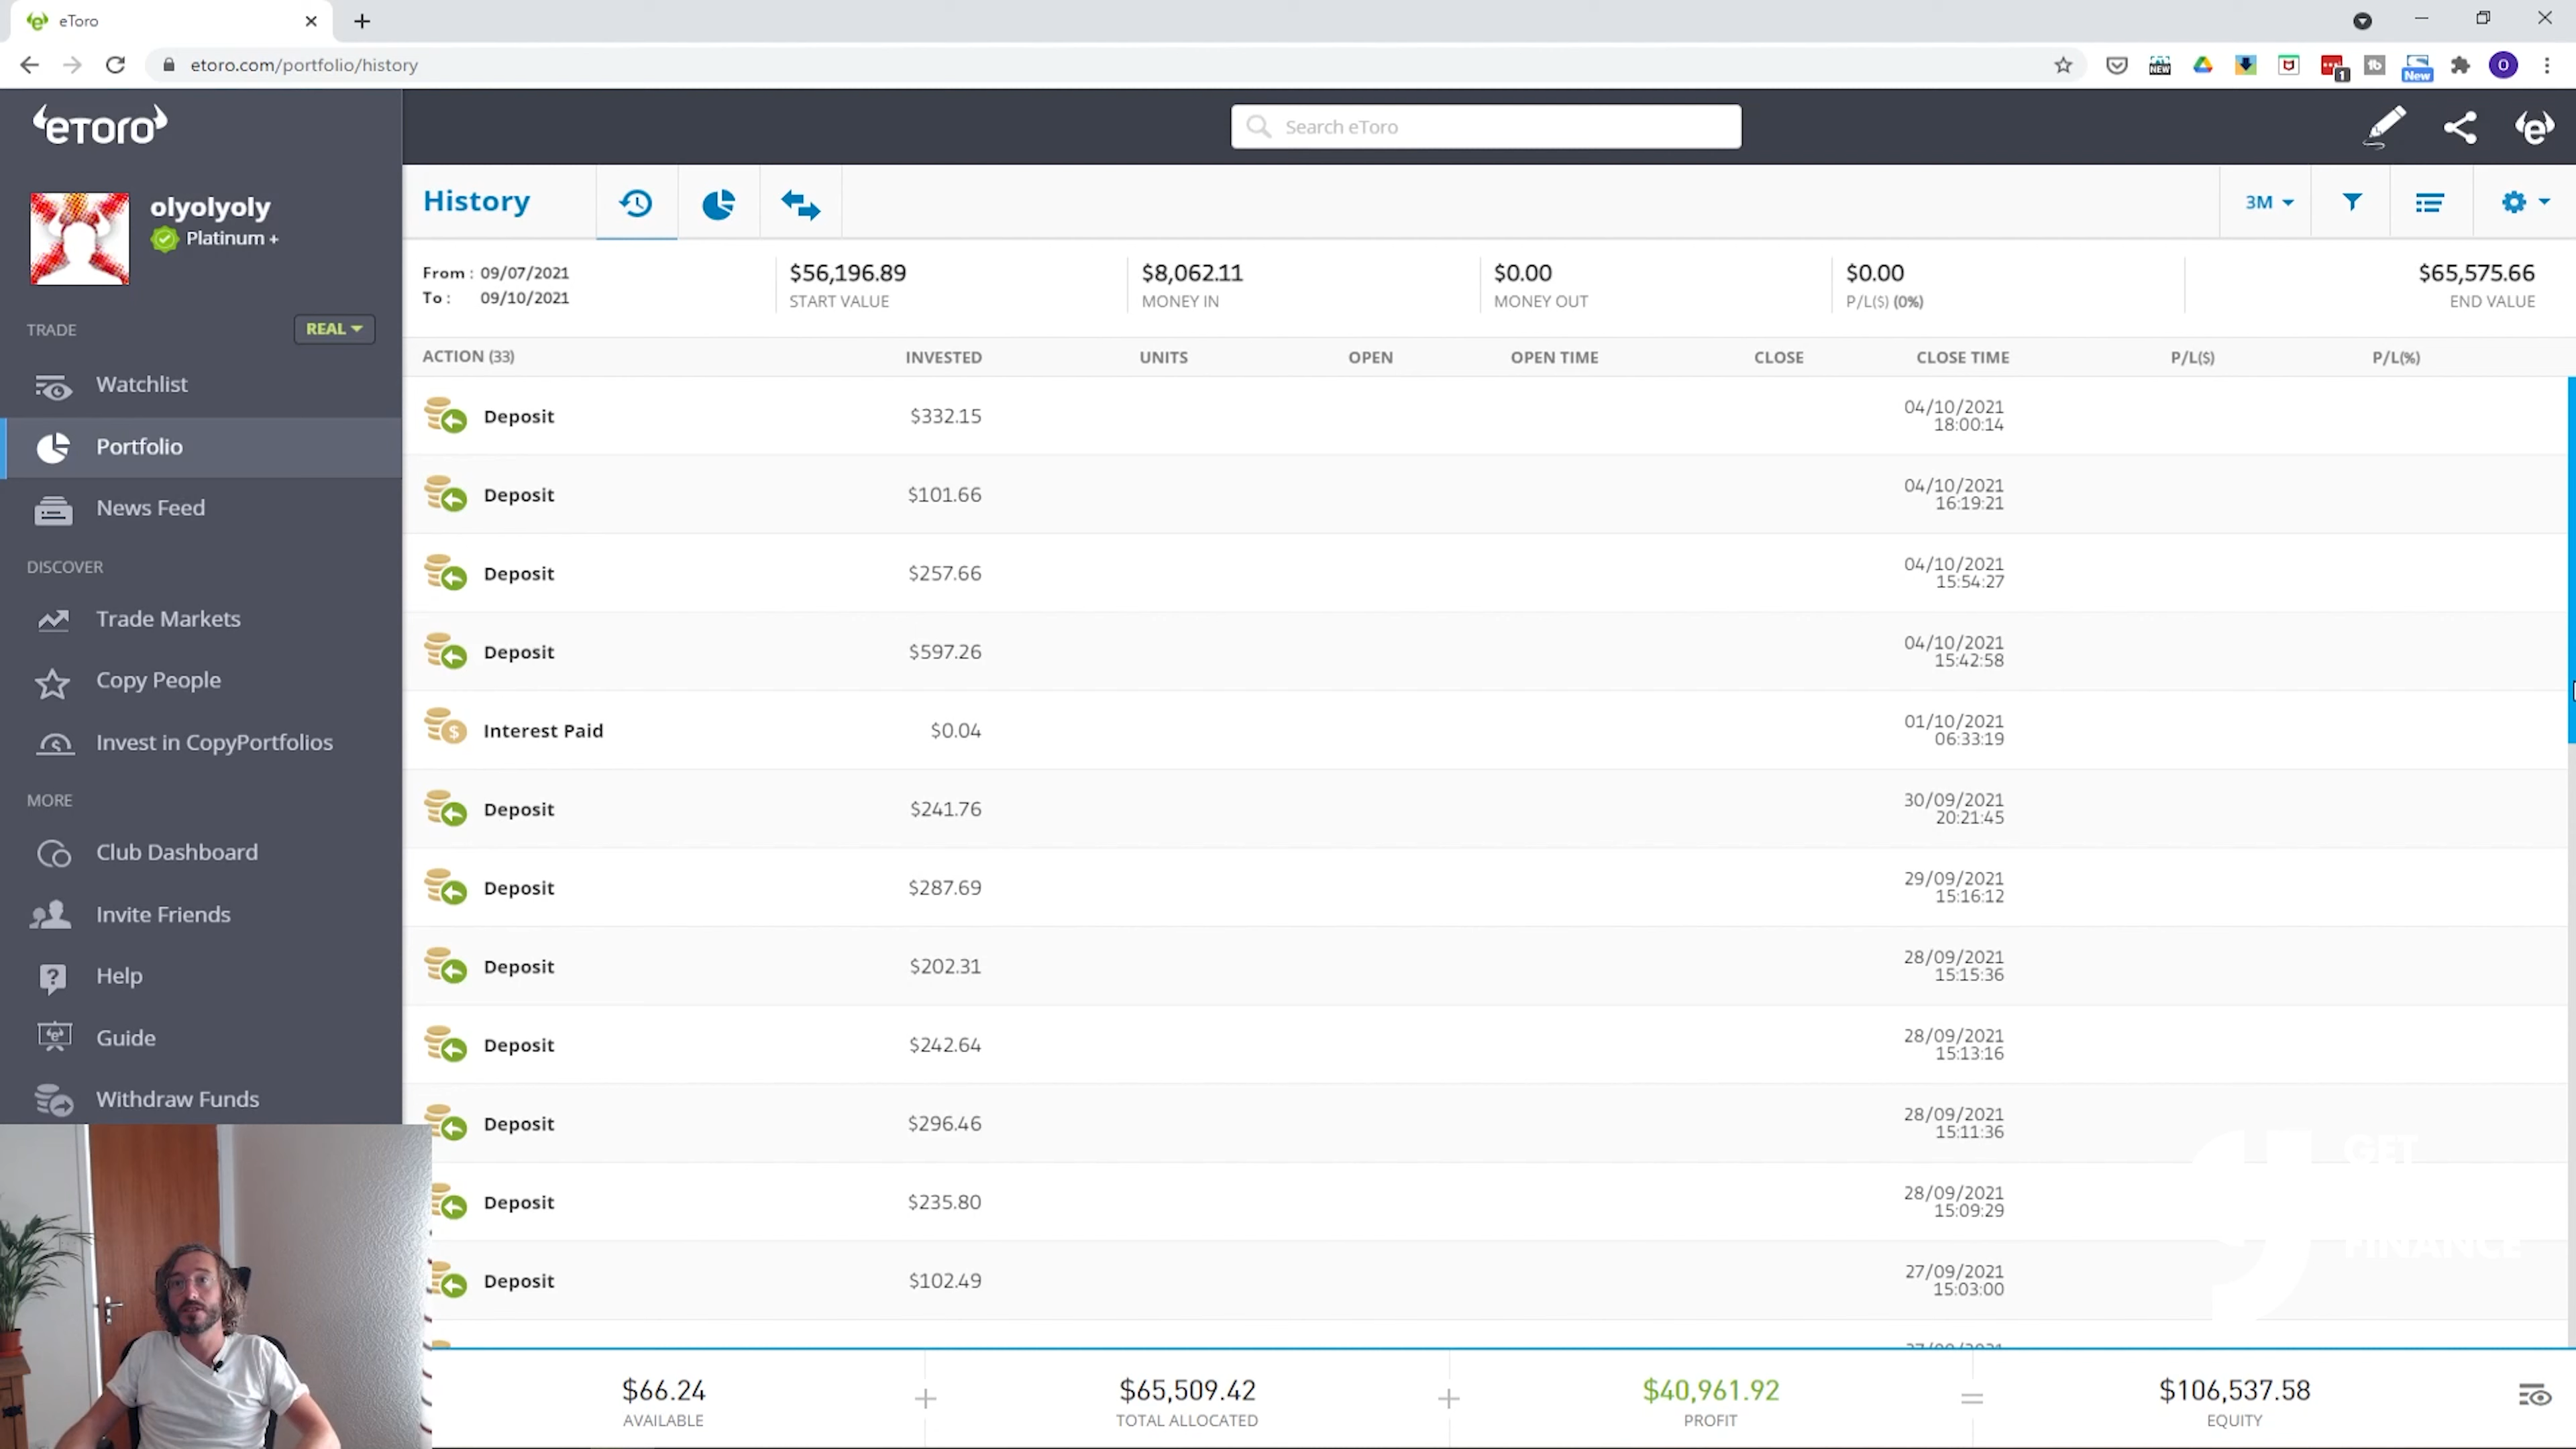 eToro
etoro.com/portfolio/history
NEW
1
New
O
eTORO
Search eToro
olyolyoly
Platinum +
TRADE
REAL
Watchlist
Portfolio
News Feed
DISCOVER
Trade Markets
Copy People
Invest in CopyPortfolios
MORE
Club Dashboard
Invite Friends
Help
Guide
Withdraw Funds
History
3M
From : 09/07/2021
To : 09/10/2021
$56,196.89
START VALUE
$8,062.11
MONEY IN
$0.00
MONEY OUT
$0.00
P/L($) (0%)
$65,575.66
END VALUE
ACTION (33) INVESTED UNITS OPEN OPEN TIME CLOSE CLOSE TIME P/L($) P/L(%)
Deposit $332.15 04/10/2021
18:00:14
Deposit $101.66 04/10/2021
16:19:21
Deposit $257.66 04/10/2021
15:54:27
Deposit $597.26 04/10/2021
15:42:58
Interest Paid $0.04 01/10/2021
06:33:19
Deposit $241.76 30/09/2021
20:21:45
Deposit $287.69 29/09/2021
15:16:12
Deposit $202.31 28/09/2021
15:15:36
Deposit $242.64 28/09/2021
15:13:16
Deposit $296.46 28/09/2021
15:11:36
Deposit $235.80 28/09/2021
15:09:29
Deposit $102.49 27/09/2021
15:03:00
GET
FINANCE
$66.24
AVAILABLE
+
$65,509.42
TOTAL ALLOCATED
+
$40,961.92
PROFIT
=
$106,537.58
EQUITY